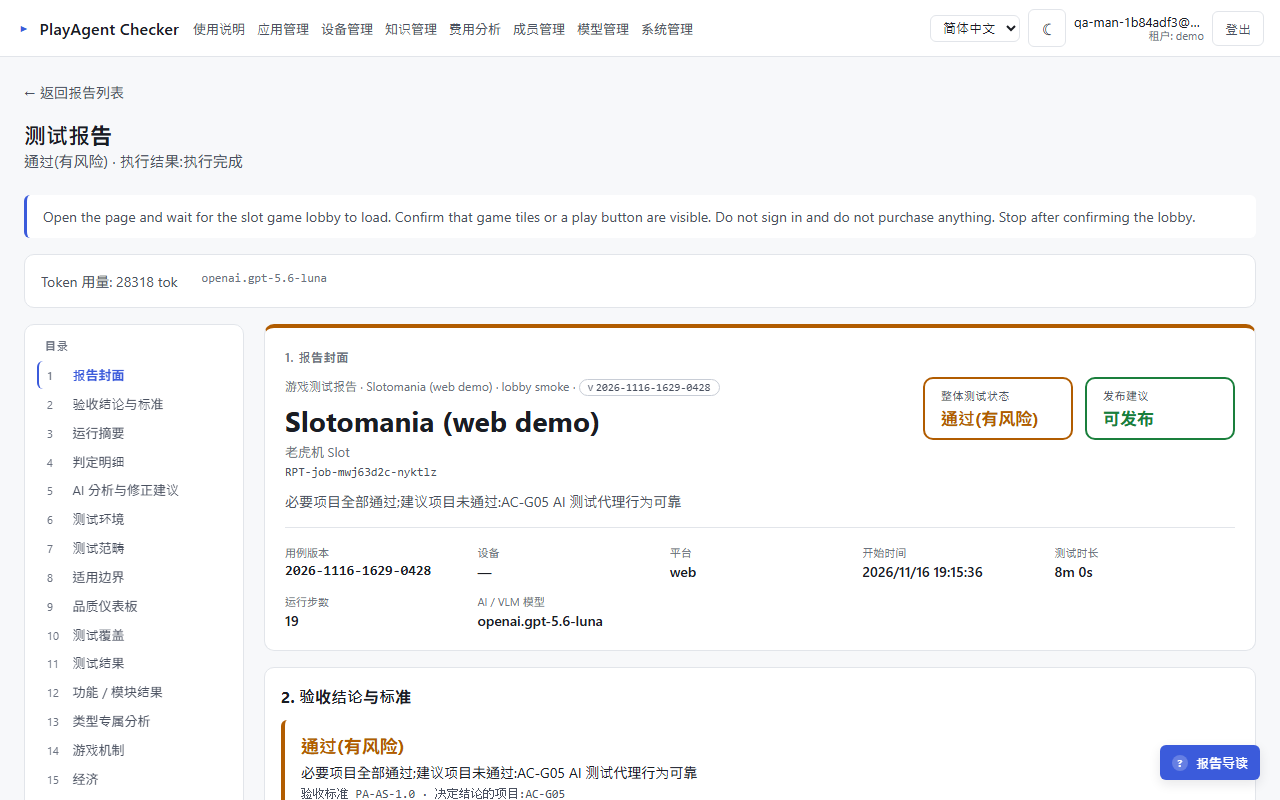 PlayAgent Checker 使用说明 应用管理 设备管理 知识管理 费用分析 成员管理 模型管理 系统管理 简体中文 qa-man-1b84adf3@... 租户: demo 登出
← 返回报告列表
测试报告
通过(有风险) · 执行结果:执行完成
Open the page and wait for the slot game lobby to load. Confirm that game tiles or a play button are visible. Do not sign in and do not purchase anything. Stop after confirming the lobby.
Token 用量: 28318 tok openai.gpt-5.6-luna
目录
1 报告封面
2 验收结论与标准
3 运行摘要
4 判定明细
5 AI 分析与修正建议
6 测试环境
7 测试范畴
8 适用边界
9 品质仪表板
10 测试覆盖
11 测试结果
12 功能 / 模块结果
13 类型专属分析
14 游戏机制
15 经济
1. 报告封面
游戏测试报告 · Slotomania (web demo) · lobby smoke · v 2026-1116-1629-0428
Slotomania (web demo)
老虎机 Slot
RPT-job-mwj63d2c-nyktlz
必要项目全部通过;建议项目未通过:AC-G05 AI 测试代理行为可靠
整体测试状态
通过(有风险)
发布建议
可发布
用例版本
2026-1116-1629-0428
设备
—
平台
web
开始时间
2026/11/16 19:15:36
测试时长
8m 0s
运行步数
19
AI / VLM 模型
openai.gpt-5.6-luna
2. 验收结论与标准
通过(有风险)
必要项目全部通过;建议项目未通过:AC-G05 AI 测试代理行为可靠
验收标准 PA-AS-1.0 · 决定结论的项目:AC-G05
? 报告导读